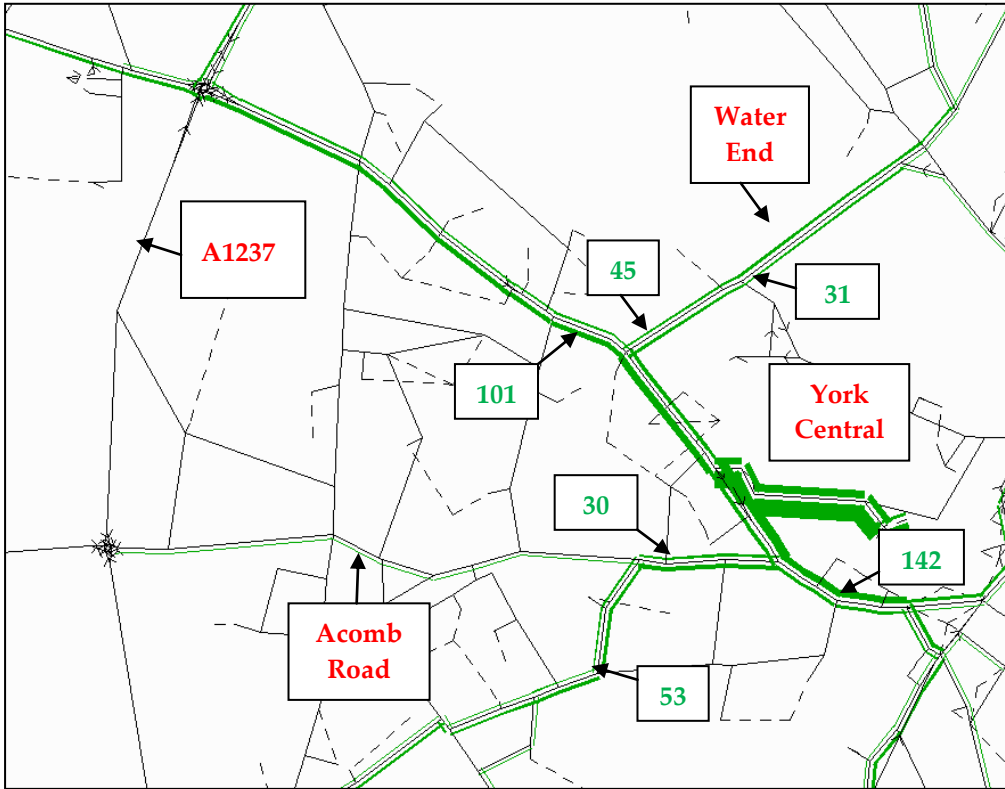 Water
End
A1237
45
31
101
York
Central
30
142
Acomb
Road
53